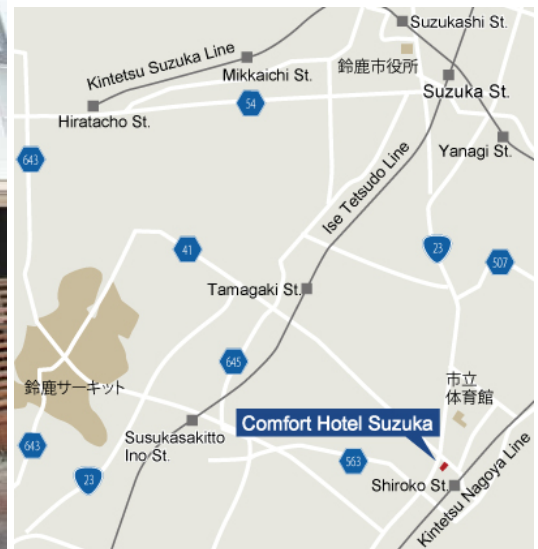 Suzukashi St.
Kintetsu Suzuka Line
Mikkaichi St.
鈴鹿市役所
Suzuka St.
54
Hiratacho St.
Yanagi St.
643
Ise Tetsudo Line
41
23
507
Tamagaki St.
645
鈴鹿サーキット
市立
体育館
Comfort Hotel Suzuka
Susukasakitto
Ino St.
643
563
23
Shiroko St.
Kintetsu Nagoya Line